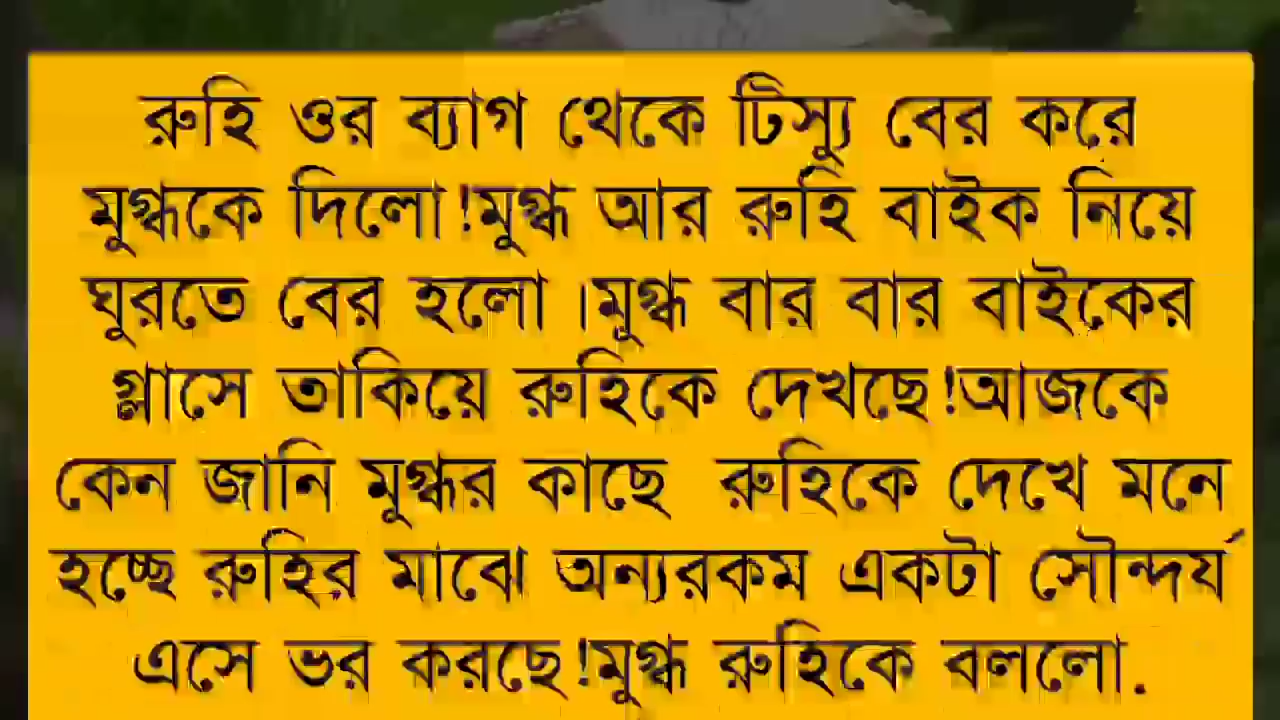 রুহি ওর ব্যাগ থেকে টিস্যু বের করে
মুগ্ধকে দিলো!মুগ্ধ আর রুহি বাইক নিয়ে
ঘুরতে বের হলো।মুগ্ধ বার বার বাইকের
গ্লাসে তাকিয়ে রুহিকে দেখছে!আজকে
কেন জানি মুগ্ধর কাছে রুহিকে দেখে মনে
হচ্ছে রুহির মাঝে অন্যরকম একটা সৌন্দর্য
এসে ভর করছে!মুগ্ধ রুহিকে বললো.